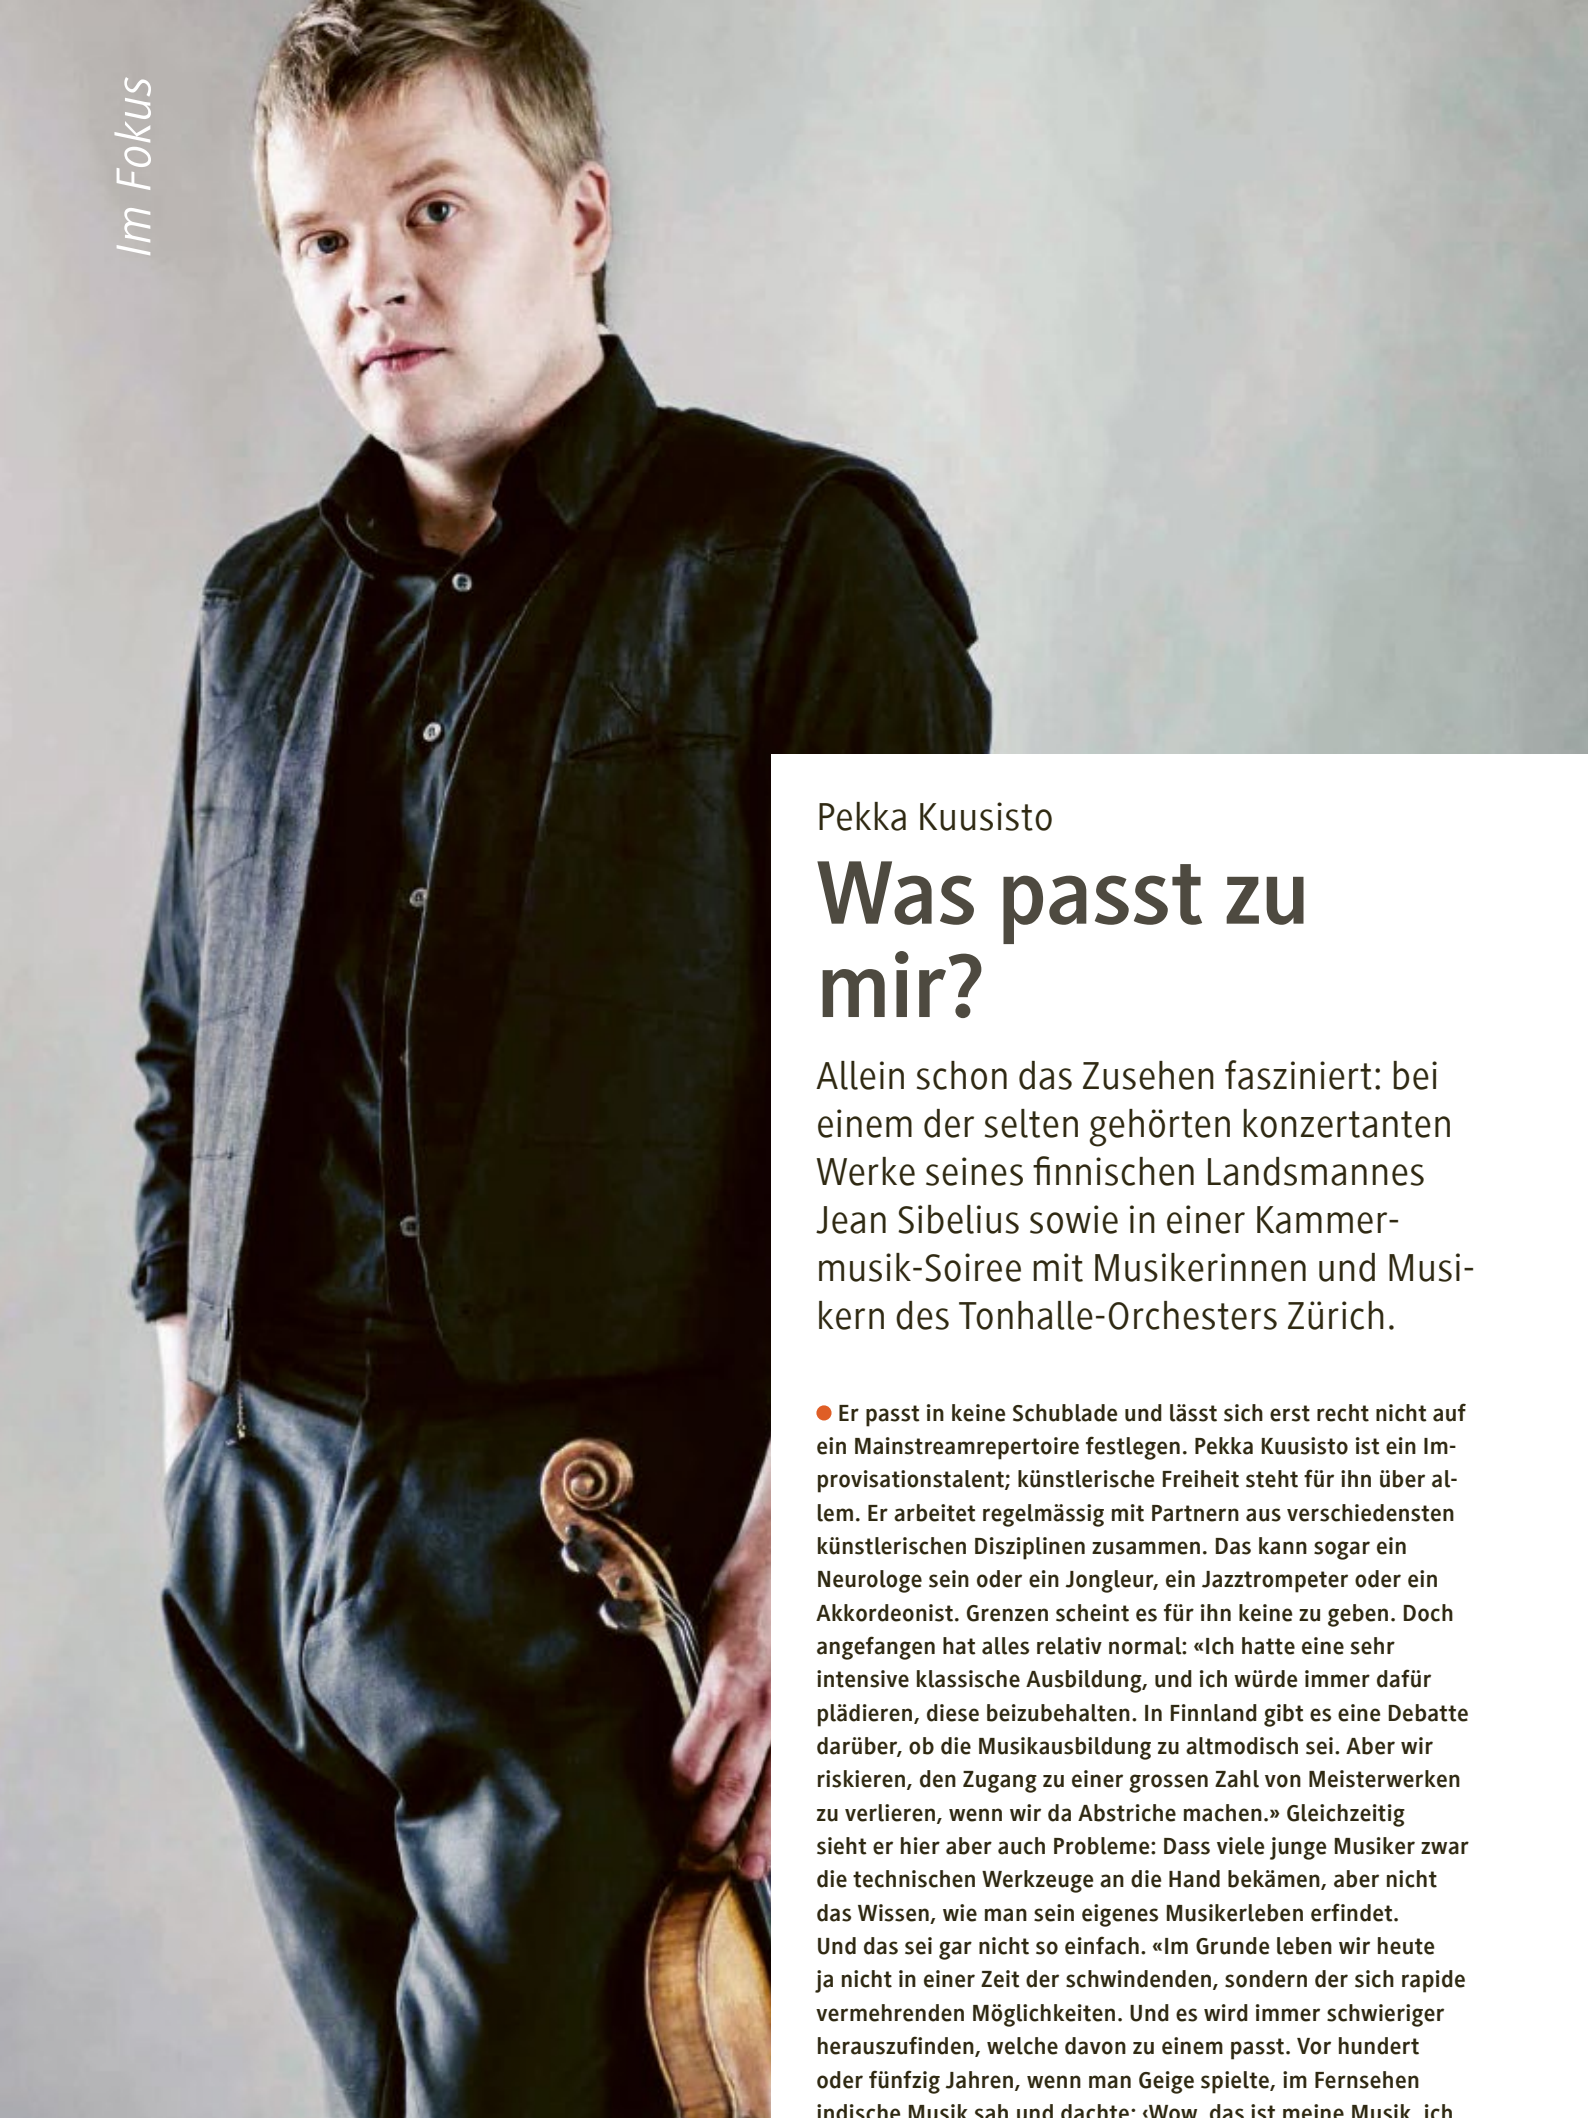 Im Fokus
Pekka Kuusisto
Was passt zu
mir?
Allein schon das Zusehen fasziniert: bei
einem der selten gehörten konzertanten
Werke seines finnischen Landsmannes
Jean Sibelius sowie in einer Kammer-
musik-Soiree mit Musikerinnen und Musi-
kern des Tonhalle-Orchesters Zürich.
● Er passt in keine Schublade und lässt sich erst recht nicht auf
ein Mainstreamrepertoire festlegen. Pekka Kuusisto ist ein Im-
provisationstalent; künstlerische Freiheit steht für ihn über al-
lem. Er arbeitet regelmässig mit Partnern aus verschiedensten
künstlerischen Disziplinen zusammen. Das kann sogar ein
Neurologe sein oder ein Jongleur, ein Jazztrompeter oder ein
Akkordeonist. Grenzen scheint es für ihn keine zu geben. Doch
angefangen hat alles relativ normal: «Ich hatte eine sehr
intensive klassische Ausbildung, und ich würde immer dafür
plädieren, diese beizubehalten. In Finnland gibt es eine Debatte
darüber, ob die Musikausbildung zu altmodisch sei. Aber wir
riskieren, den Zugang zu einer grossen Zahl von Meisterwerken
zu verlieren, wenn wir da Abstriche machen.» Gleichzeitig
sieht er hier aber auch Probleme: Dass viele junge Musiker zwar
die technischen Werkzeuge an die Hand bekämen, aber nicht
das Wissen, wie man sein eigenes Musikerleben erfindet.
Und das sei gar nicht so einfach. «Im Grunde leben wir heute
ja nicht in einer Zeit der schwindenden, sondern der sich rapide
vermehrenden Möglichkeiten. Und es wird immer schwieriger
herauszufinden, welche davon zu einem passt. Vor hundert
oder fünfzig Jahren, wenn man Geige spielte, im Fernsehen
indische Musik sah und dachte: ‹Wow, das ist meine Musik, ich